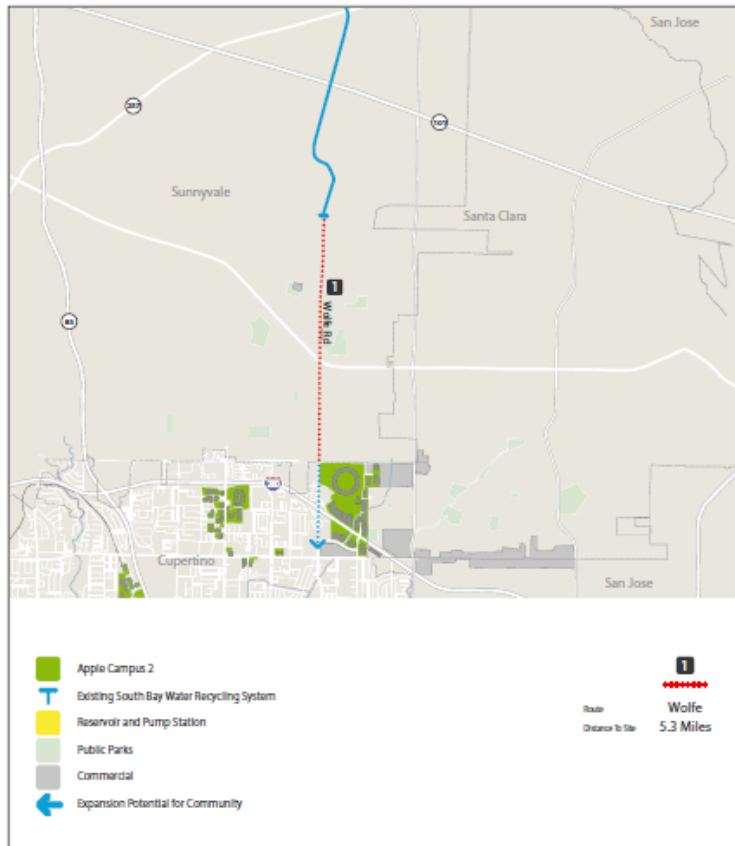 San Jose
237
101
Sunnyvale
Santa Clara
1
Wolfe Rd
85
Cupertino
San Jose
Apple Campus 2
Existing South Bay Water Recycling System
Reservoir and Pump Station
Public Parks
Commercial
Expansion Potential for Community
1
Route Wolfe
Distance To Site 5.3 Miles